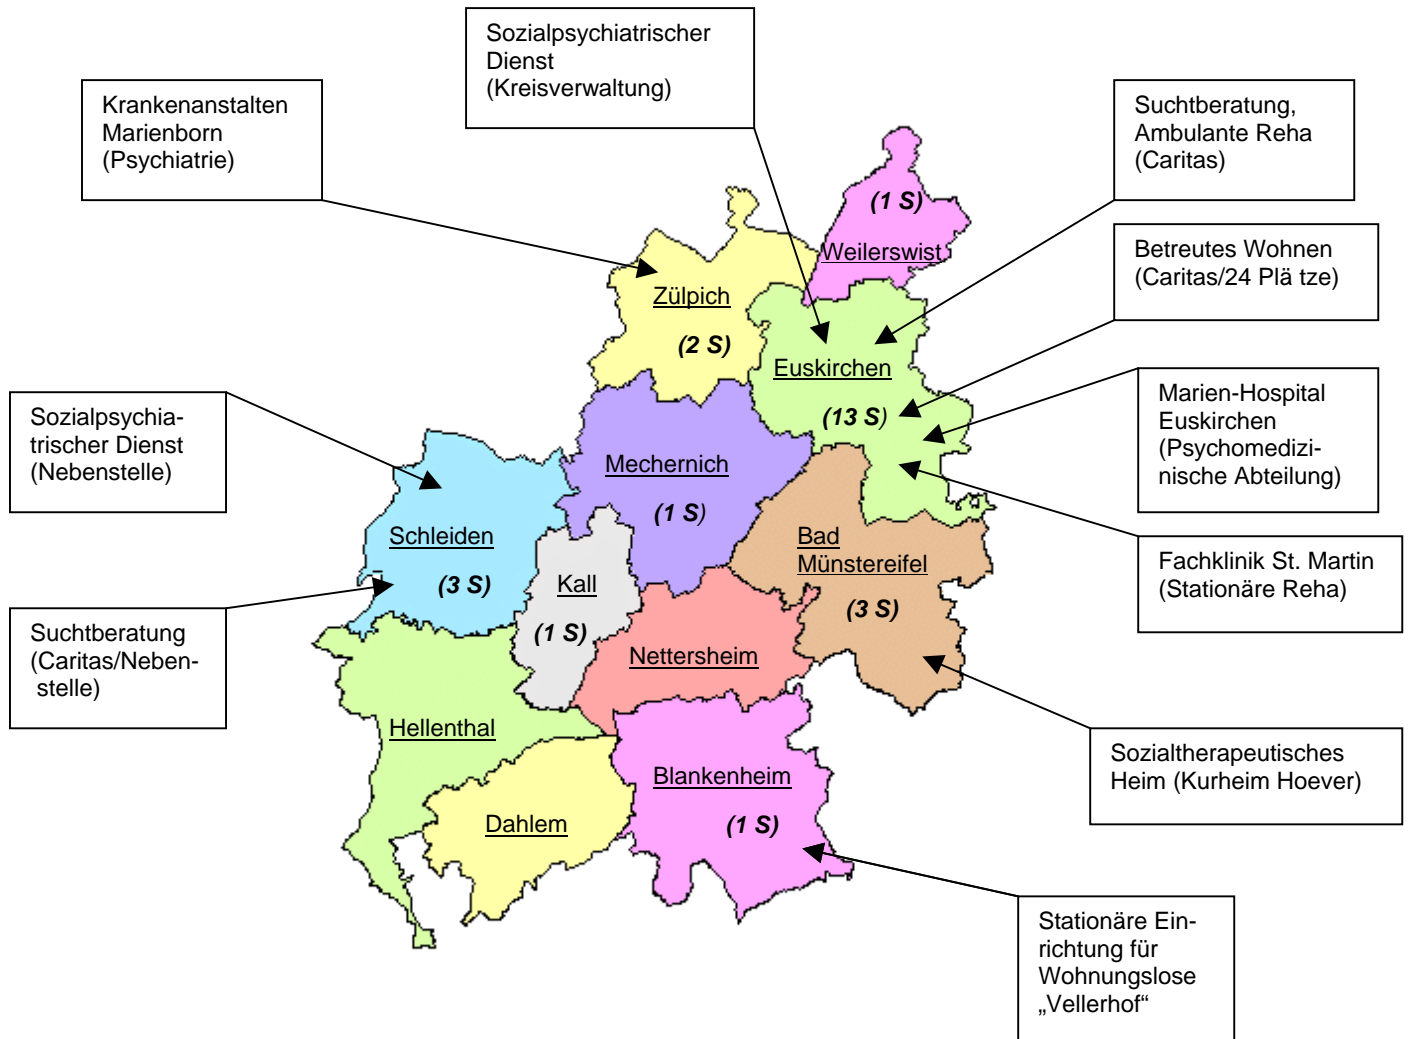 Sozialpsychiatrischer
Dienst
(Kreisverwaltung)
Krankenanstalten
Marienborn
(Psychiatrie)
Suchtberatung,
Ambulante Reha
(Caritas)
Betreutes Wohnen
(Caritas/24 Plä tze)
Marien-Hospital
Euskirchen
(Psychomedizi-
nische Abteilung)
Fachklinik St. Martin
(Stationäre Reha)
Sozialtherapeutisches
Heim (Kurheim Hoever)
Stationäre Ein-
richtung für
Wohnungslose
„Vellerhof“
Sozialpsychia-
trischer Dienst
(Nebenstelle)
Suchtberatung
(Caritas/Neben-
stelle)
(1 S)
Weilerswist
Zülpich
(2 S)
Euskirchen
(13 S)
Mechernich
(1 S)
Schleiden
(3 S)
Kall
(1 S)
Bad
Münstereifel
(3 S)
Nettersheim
Hellenthal
Blankenheim
(1 S)
Dahlem